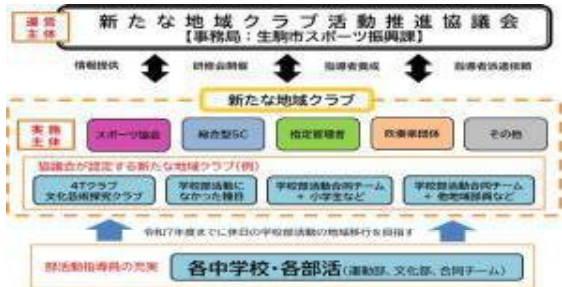 運営
主体
新たな地域クラブ活動推進協議会
【事務局:生駒市スポーツ振興課】
情報提供 研修会開催 指導者養成 指導者派遣依頼
新たな地域クラブ
実施
主体
スポーツ協会 総合型SC 指定管理者 吹奏楽団体 その他
協議会が認定する新たな地域クラブ(例)
4Tクラブ
文化芸術探究クラブ
学校部活動に
なかった種目
学校部活動合同チーム
+ 小学生など
学校部活動合同チーム
+ 他地域部員など
令和7年度までに休日の学校部活動の地域移行を目指す
部活動指導員の充実
各中学校・各部活(運動部、文化部、合同チーム)